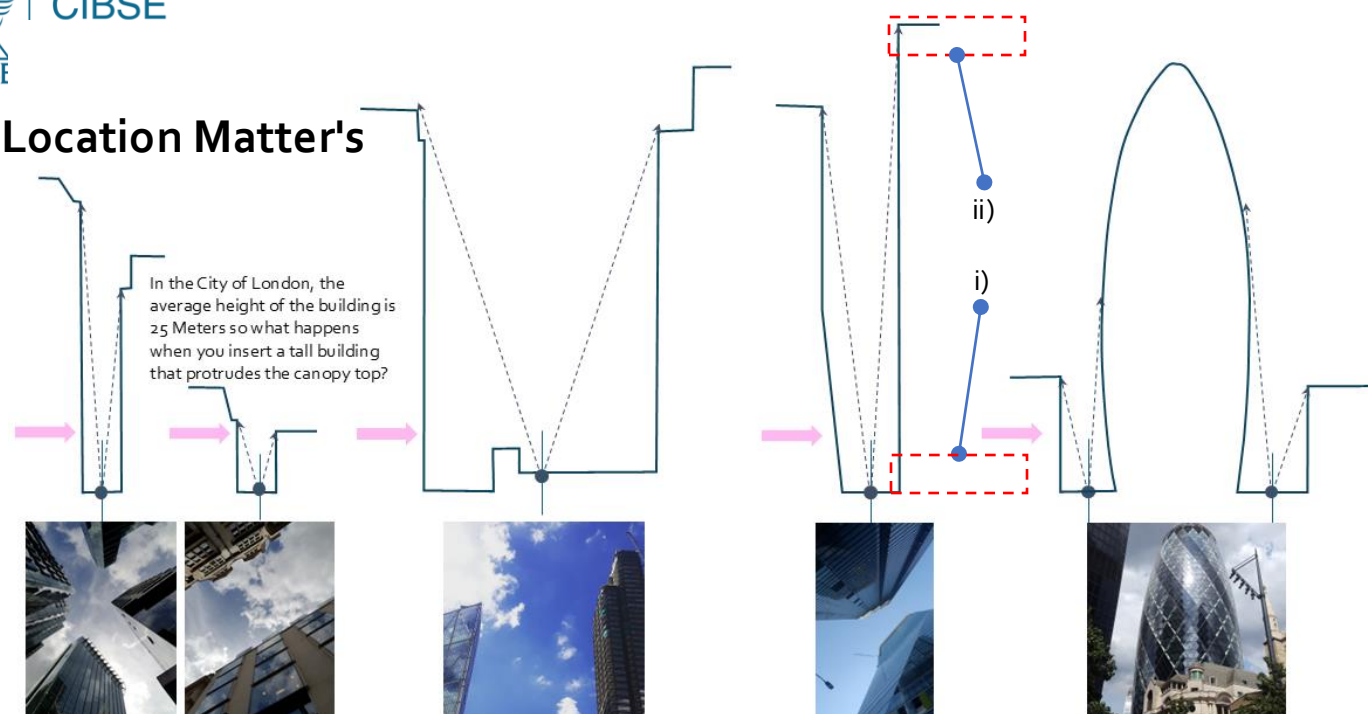 CIBSE
Location Matter's
In the City of London, the
average height of the building is
25 Meters so what happens
when you insert a tall building
that protrudes the canopy top?
ii)
i)